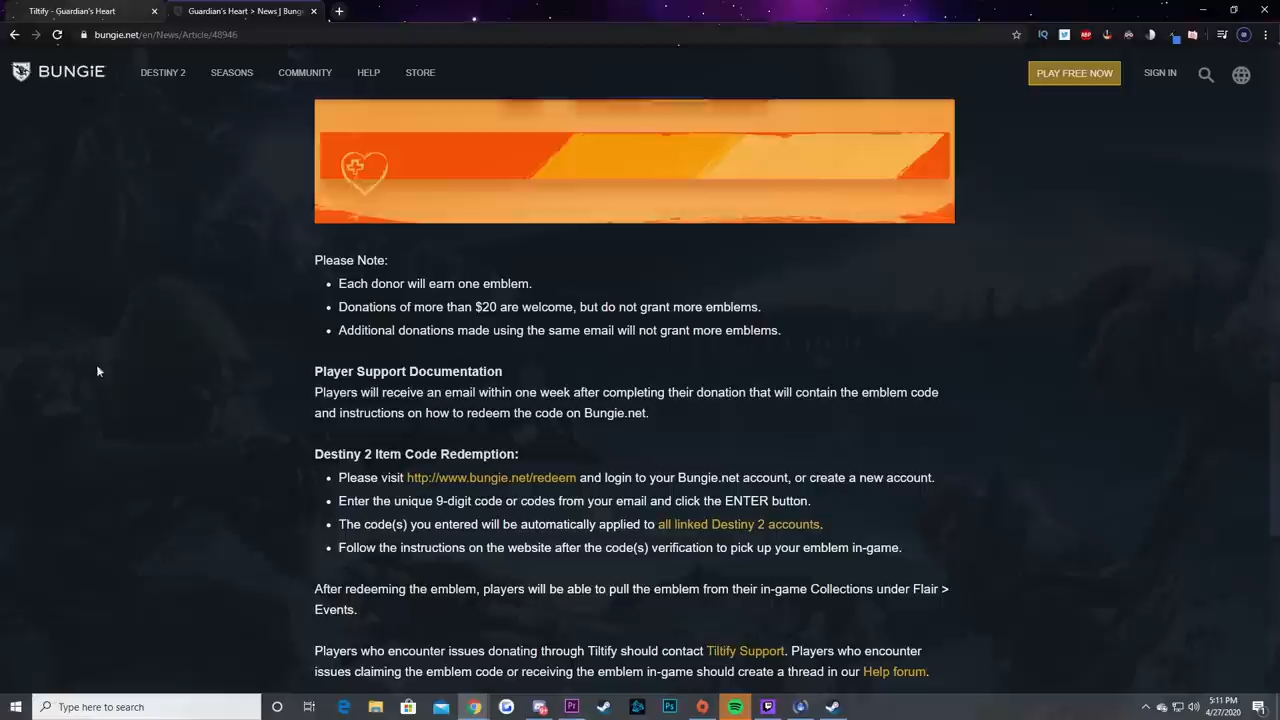 Tiltify - Guardian's Heart
Guardian's Heart > News | Bung
bungie.net/en/News/Article/48946
BUNGIE
DESTINY 2
SEASONS
COMMUNITY
HELP
STORE
PLAY FREE NOW
SIGN IN
Please Note:
Each donor will earn one emblem.
Donations of more than $20 are welcome, but do not grant more emblems.
Additional donations made using the same email will not grant more emblems.
Player Support Documentation
Players will receive an email within one week after completing their donation that will contain the emblem code
and instructions on how to redeem the code on Bungie.net.
Destiny 2 Item Code Redemption:
Please visit http://www.bungie.net/redeem and login to your Bungie.net account, or create a new account.
Enter the unique 9-digit code or codes from your email and click the ENTER button.
The code(s) you entered will be automatically applied to all linked Destiny 2 accounts.
Follow the instructions on the website after the code(s) verification to pick up your emblem in-game.
After redeeming the emblem, players will be able to pull the emblem from their in-game Collections under Flair >
Events.
Players who encounter issues donating through Tiltify should contact Tiltify Support. Players who encounter
issues claiming the emblem code or receiving the emblem in-game should create a thread in our Help forum.
Type here to search
5:11 PM
4/27/2020